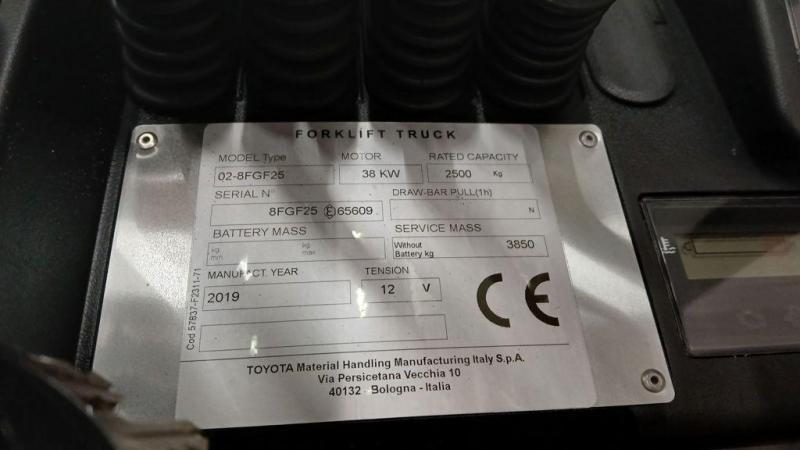 FORKLIFT TRUCK
MODEL Type MOTOR RATED CAPACITY
02-8FGF25 38 KW 2500 Kg
SERIAL N° DRAW-BAR PULL(1h)
8FGF25 E 65609 N
BATTERY MASS SERVICE MASS
kg min kg max Without Battery kg 3850
MANUFACT. YEAR TENSION
2019 12 V
CE
Cod 57837-F2311-71
TOYOTA Material Handling Manufacturing Italy S.p.A.
Via Persicetana Vecchia 10
40132 - Bologna - Italia